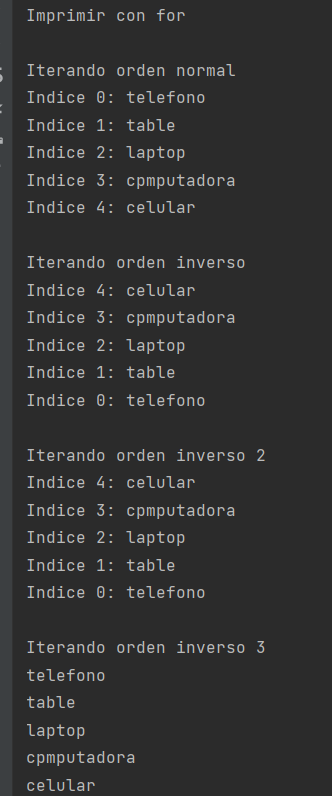 Imprimir con for
Iterando orden normal
Indice 0: telefono
Indice 1: table
Indice 2: laptop
Indice 3: cpmputadora
Indice 4: celular
Iterando orden inverso
Indice 4: celular
Indice 3: cpmputadora
Indice 2: laptop
Indice 1: table
Indice 0: telefono
Iterando orden inverso 2
Indice 4: celular
Indice 3: cpmputadora
Indice 2: laptop
Indice 1: table
Indice 0: telefono
Iterando orden inverso 3
telefono
table
laptop
cpmputadora
celular